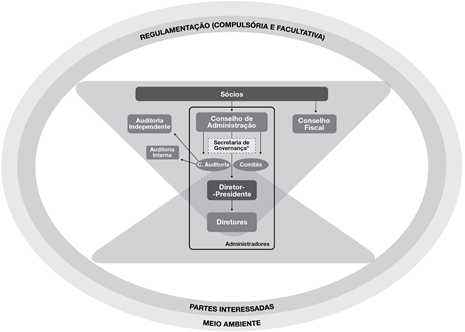 REGULAMENTAÇÃO (COMPULSÓRIA E FACULTATIVA)
Sócios
Auditoria
Independente
Conselho de
Administração
Conselho
Fiscal
Secretaria de
Governança*
Auditoria
Interna
C. Auditoria
Comitês
Diretor-
-Presidente
Diretores
Administradores
PARTES INTERESSADAS
MEIO AMBIENTE